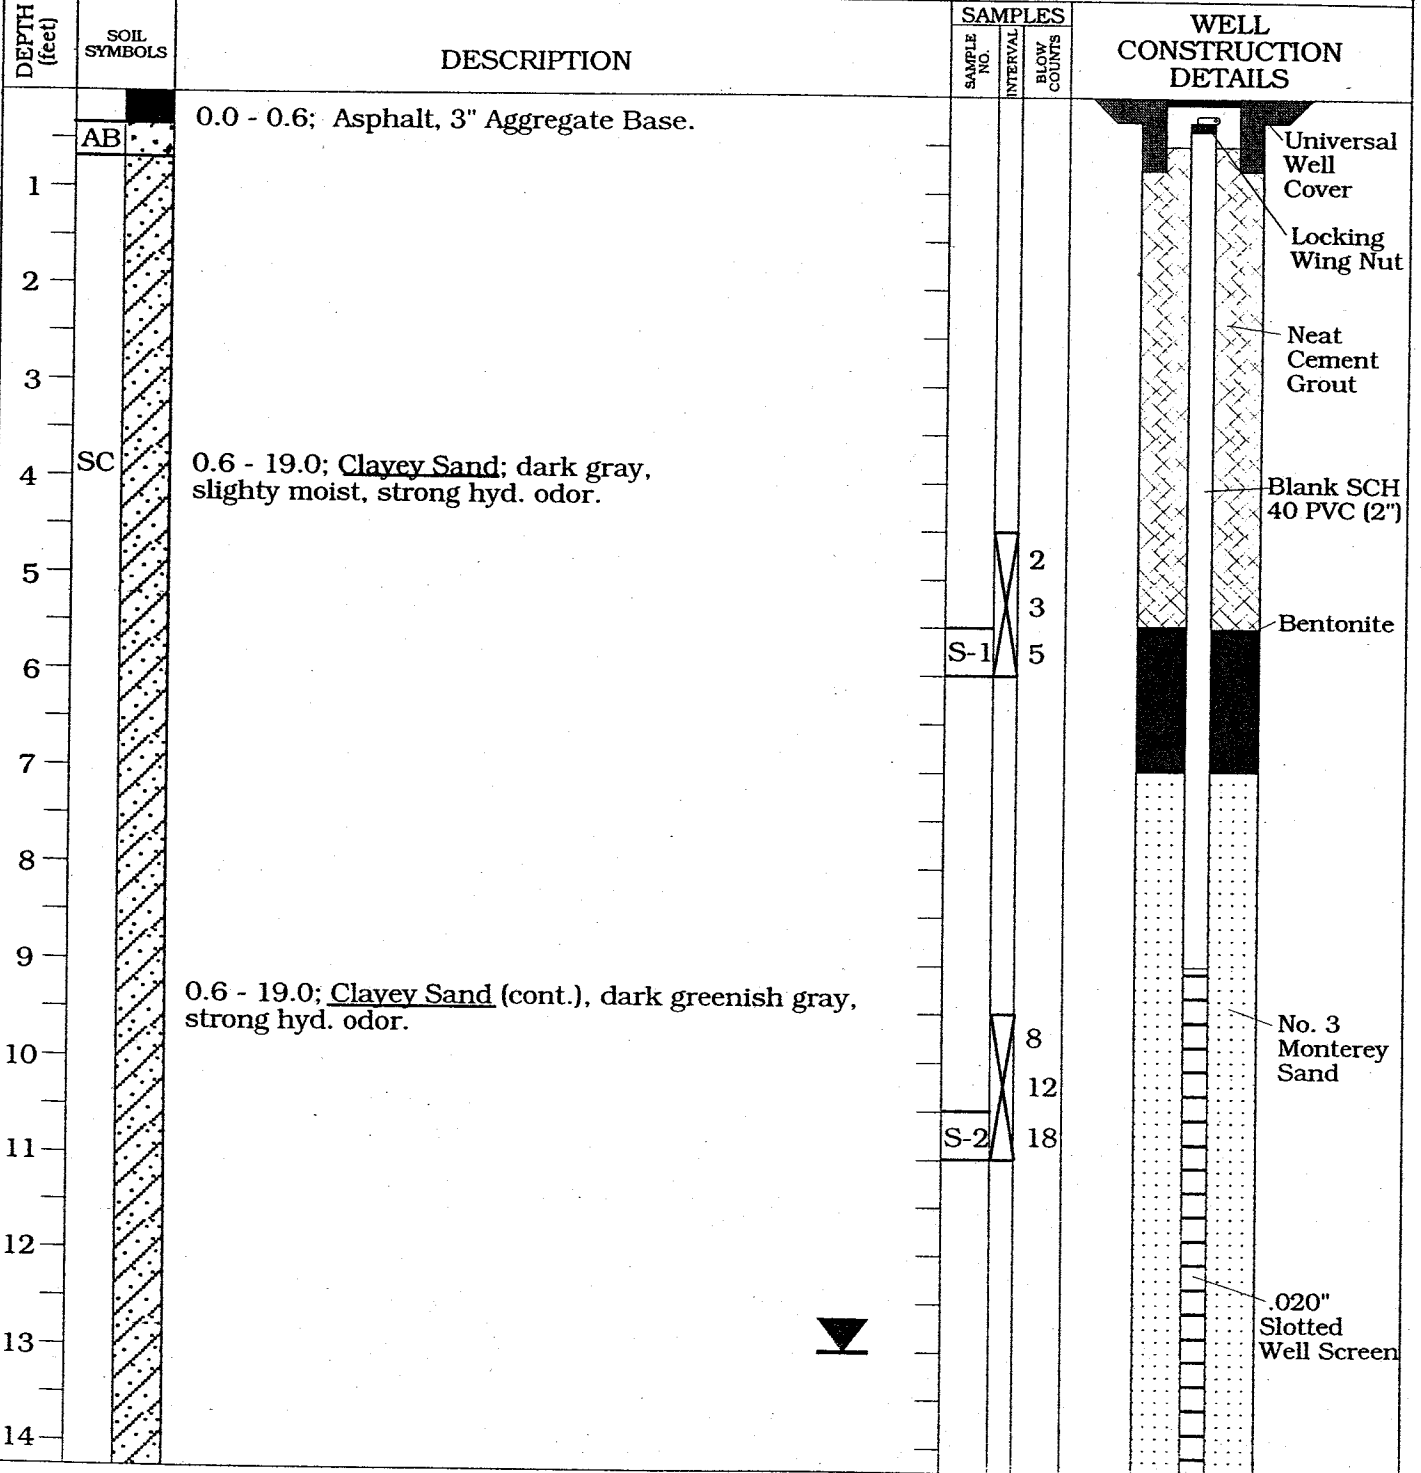 DEPTH
(feet)
SOIL
SYMBOLS
DESCRIPTION
SAMPLES
SAMPLE
NO.
INTERVAL
BLOW
COUNTS
WELL
CONSTRUCTION
DETAILS
0.0 - 0.6; Asphalt, 3" Aggregate Base.
AB
Universal
Well
Cover
1
Locking
Wing Nut
2
Neat
Cement
Grout
3
SC
0.6 - 19.0; Clayey Sand; dark gray,
slighty moist, strong hyd. odor.
4
Blank SCH
40 PVC (2")
2
5
3
Bentonite
S-1
5
6
7
8
9
0.6 - 19.0; Clayey Sand (cont.), dark greenish gray,
strong hyd. odor.
No. 3
Monterey
Sand
8
10
12
S-2
18
11
12
.020"
Slotted
Well Screen
13
14